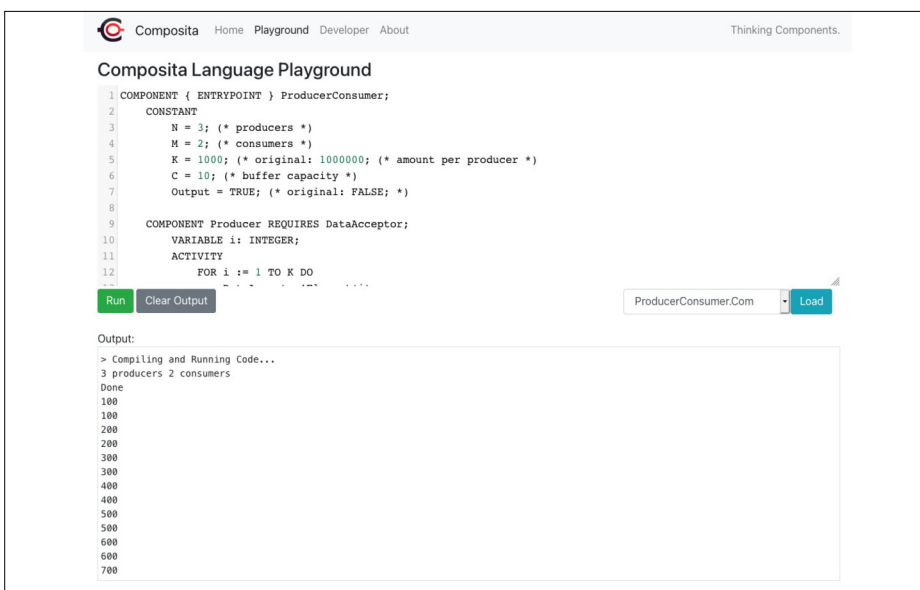 Composita Home Playground Developer About Thinking Components.
Composita Language Playground
1 COMPONENT { ENTRYPOINT } ProducerConsumer;
2 CONSTANT
3 N = 3; (* producers *)
4 M = 2; (* consumers *)
5 K = 1000; (* original: 1000000; (* amount per producer *)
6 C = 10; (* buffer capacity *)
7 Output = TRUE; (* original: FALSE; *)
8
9 COMPONENT Producer REQUIRES DataAcceptor;
10 VARIABLE i: INTEGER;
11 ACTIVITY
12 FOR i := 1 TO K DO
Run Clear Output ProducerConsumer.Com Load
Output:
> Compiling and Running Code...
3 producers 2 consumers
Done
100
100
200
200
300
300
400
400
500
500
600
600
700